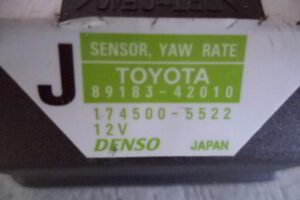 J
SENSOR, YAW RATE
TOYOTA
89183-42010
174500-5522
12V
DENSO JAPAN